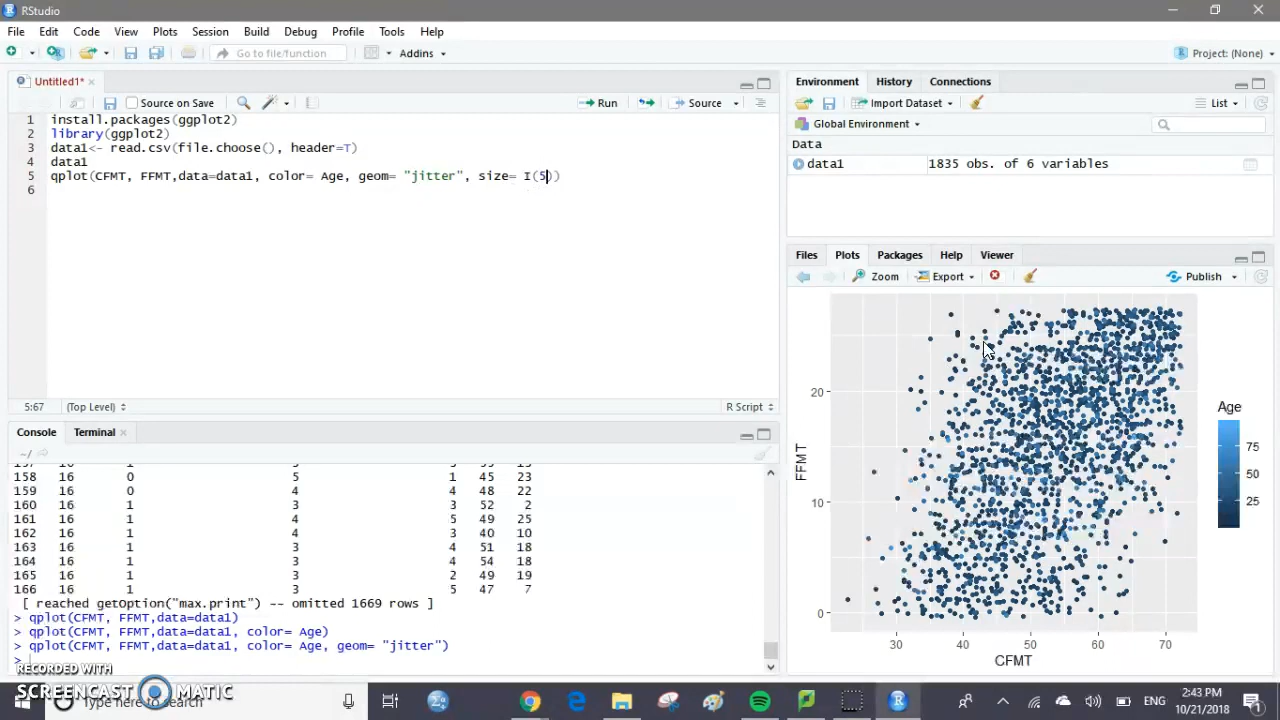 RStudio
File Edit Code View Plots Session Build Debug Profile Tools Help
Go to file/function Addins Project: (None)
Untitled1*
Source on Save Run Source
1 install.packages(ggplot2)
2 library(ggplot2)
3 data1<- read.csv(file.choose(), header=T)
4 data1
5 qplot(CFMT, FFMT,data=data1, color= Age, geom= "jitter", size= I(5))
6
5:67 (Top Level) R Script
Console Terminal
~/
158 16 0 5 1 45 23
159 16 0 4 4 48 22
160 16 1 3 3 52 2
161 16 1 4 5 49 25
162 16 1 3 3 40 10
163 16 1 3 4 51 18
164 16 1 3 4 54 18
165 16 1 3 2 49 19
166 16 1 3 5 47 7
[ reached getOption("max.print") -- omitted 1669 rows ]
> qplot(CFMT, FFMT,data=data1)
> qplot(CFMT, FFMT,data=data1, color= Age)
> qplot(CFMT, FFMT,data=data1, color= Age, geom= "jitter")
>
Environment History Connections
Import Dataset List
Global Environment
Data
data1 1835 obs. of 6 variables
Files Plots Packages Help Viewer
Zoom Export Publish
FFMT
20
10
0
30 40 50 60 70
CFMT
Age
75
50
25
RECORDED WITH
SCREENCAST MATIC
Type here to search
ENG
2:43 PM
10/21/2018
1